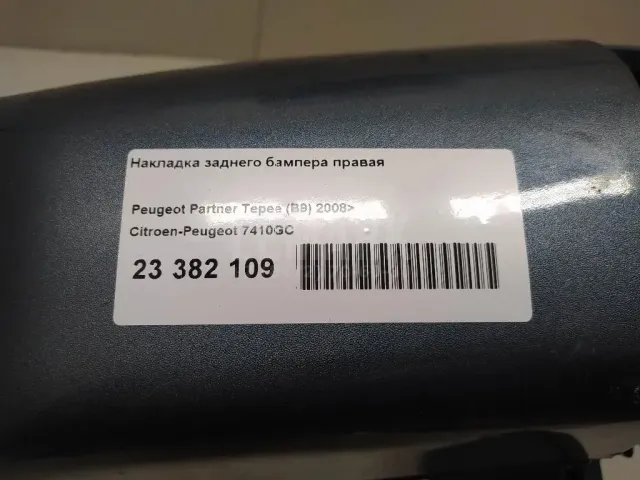 Накладка заднего бампера правая
Peugeot Partner Tepee (B9) 2008>
Citroen-Peugeot 7410GC
23 382 109